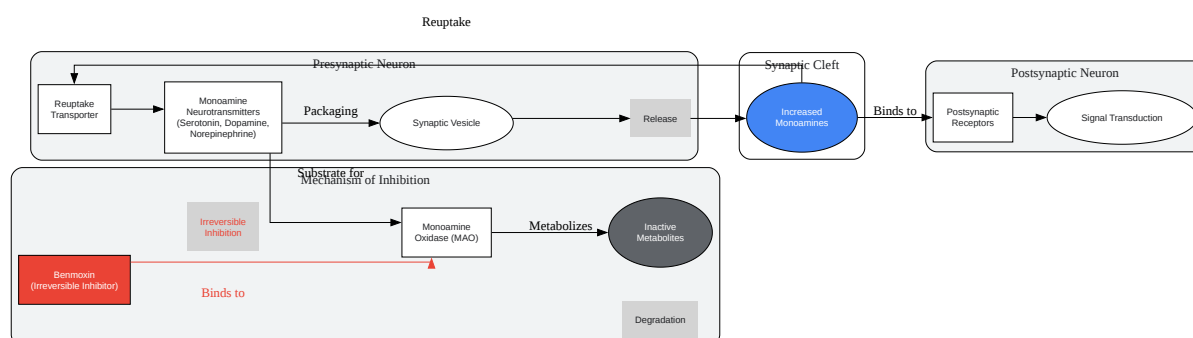 Reuptake
Presynaptic Neuron
Synaptic Cleft
Postsynaptic Neuron
Reuptake
Transporter
Monoamine
Neurotransmitters
(Serotonin, Dopamine,
Norepinephrine)
Packaging
Synaptic Vesicle
Release
Increased
Monoamines
Binds to
Postsynaptic
Receptors
Signal Transduction
Substrate for
Mechanism of Inhibition
Irreversible
Inhibition
Monoamine
Oxidase (MAO)
Metabolizes
Inactive
Metabolites
Benmoxin
(Irreversible Inhibitor)
Binds to
Degradation